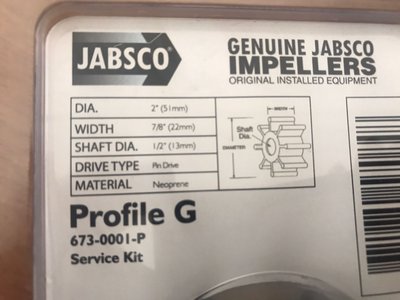 JABSCO
GENUINE JABSCO
IMPELLERS
ORIGINAL INSTALLED EQUIPMENT
DIA. 2" (51mm)
WIDTH 7/8" (22mm)
SHAFT DIA. 1/2" (13mm)
DRIVE TYPE Pin Drive
MATERIAL Neoprene
WIDTH
Shaft
Dia.
DIAMETER
Profile G
673-0001-P
Service Kit